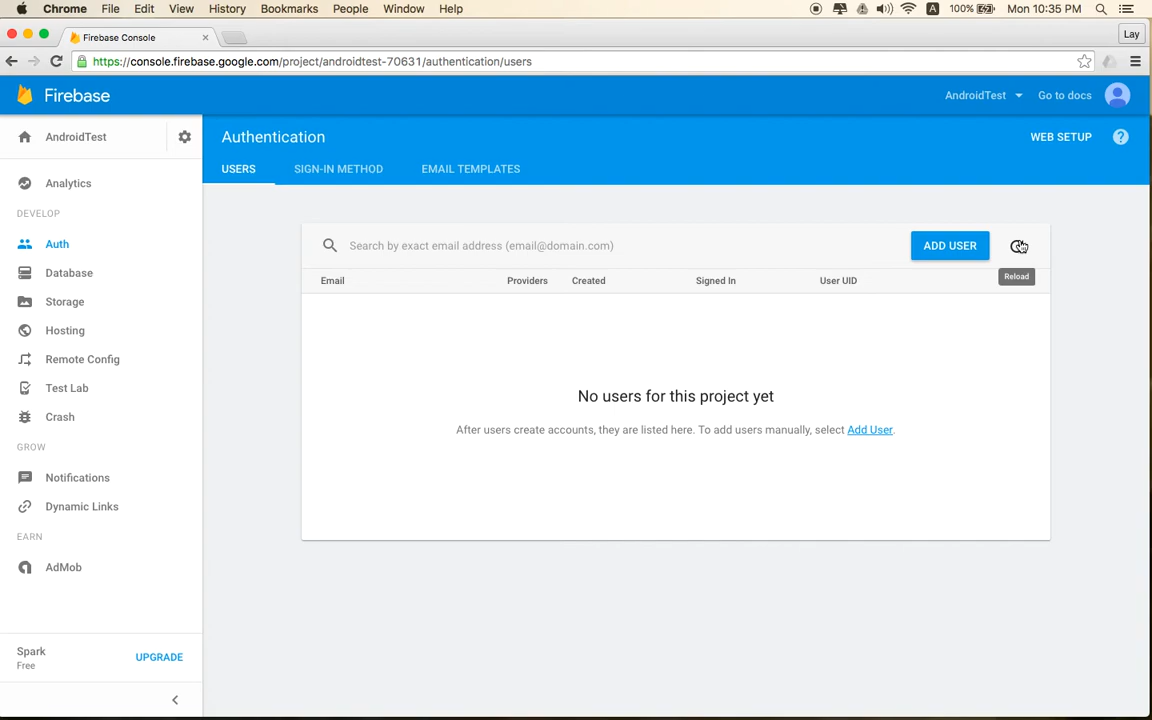 Chrome File Edit View History Bookmarks People Window Help A 100% Mon 10:35 PM
Firebase Console Lay
https://console.firebase.google.com/project/androidtest-70631/authentication/users
Firebase AndroidTest Go to docs
AndroidTest
Authentication WEB SETUP
USERS SIGN-IN METHOD EMAIL TEMPLATES
Analytics
DEVELOP
Auth
Database
Storage
Hosting
Remote Config
Test Lab
Crash
GROW
Notifications
Dynamic Links
EARN
AdMob
Spark
Free
UPGRADE
Search by exact email address (email@domain.com) ADD USER
Reload
Email Providers Created Signed In User UID
No users for this project yet
After users create accounts, they are listed here. To add users manually, select Add User.